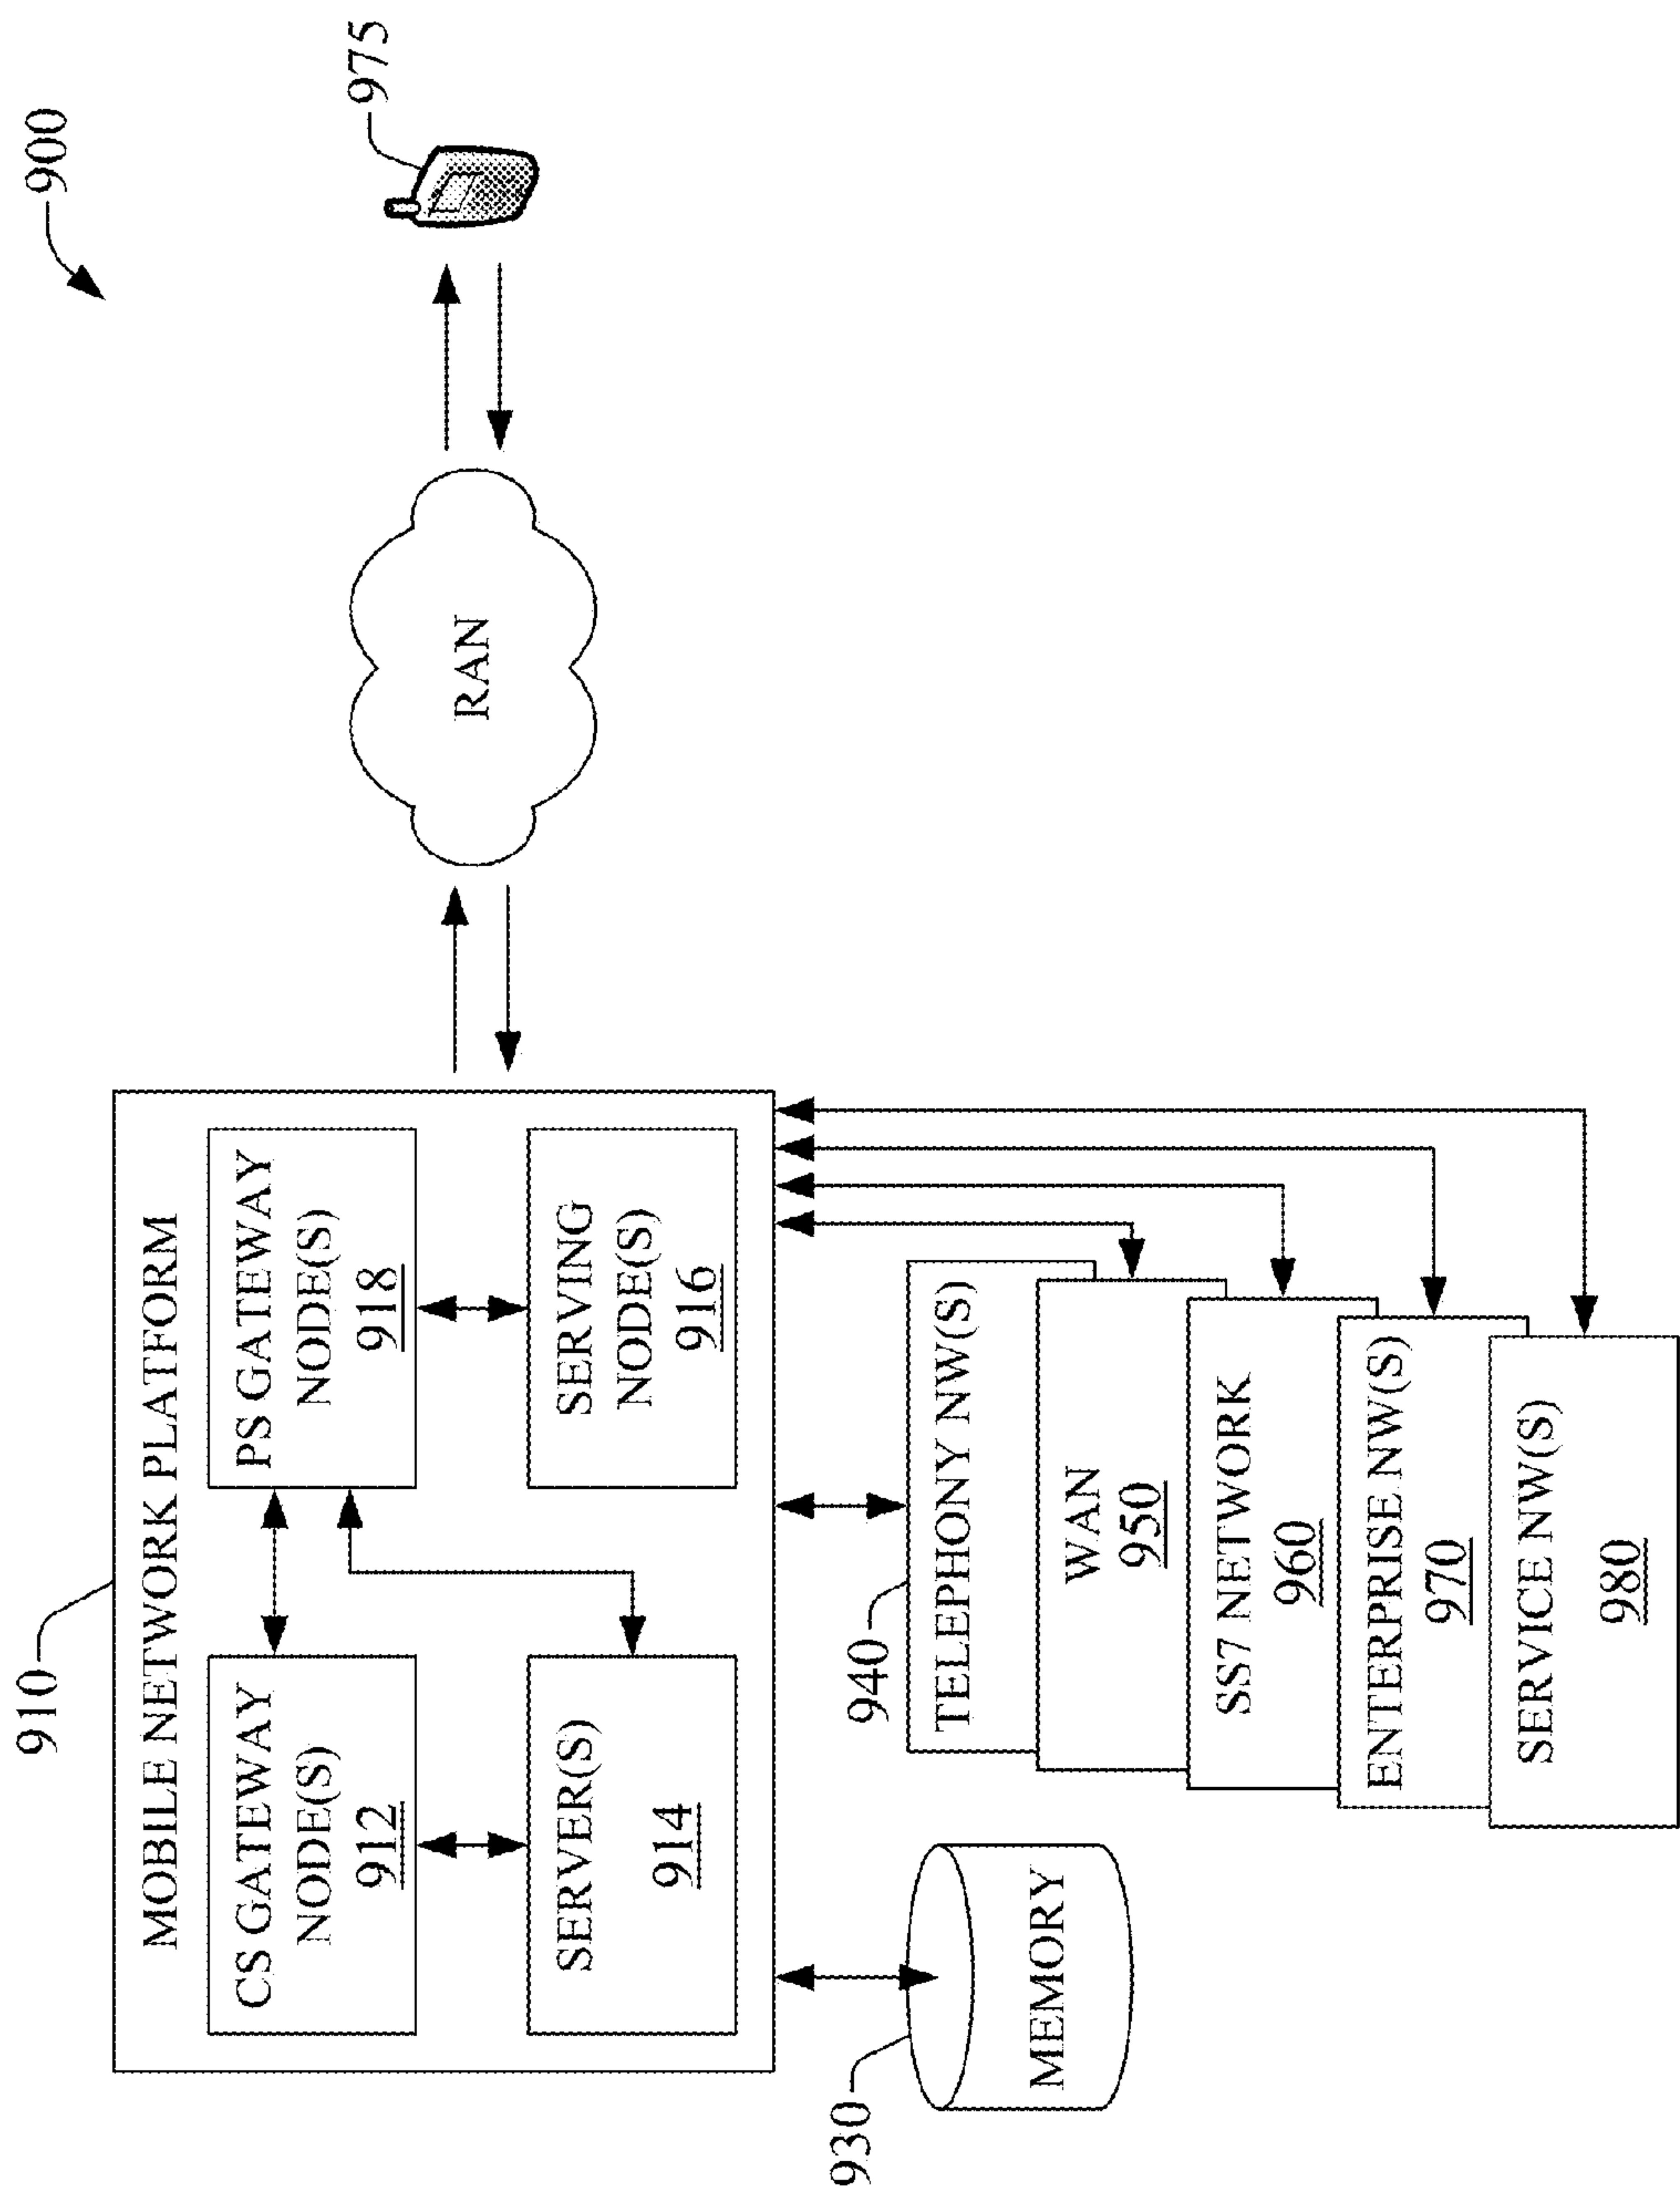 900
910
MOBILE NETWORK PLATFORM
CS GATEWAY
NODE(S)
912
PS GATEWAY
NODE(S)
918
SERVER(S)
914
SERVING
NODE(S)
916
RAN
975
930
MEMORY
940
TELEPHONY NW(S)
WAN
950
SS7 NETWORK
960
ENTERPRISE NW(S)
970
SERVICE NW(S)
980